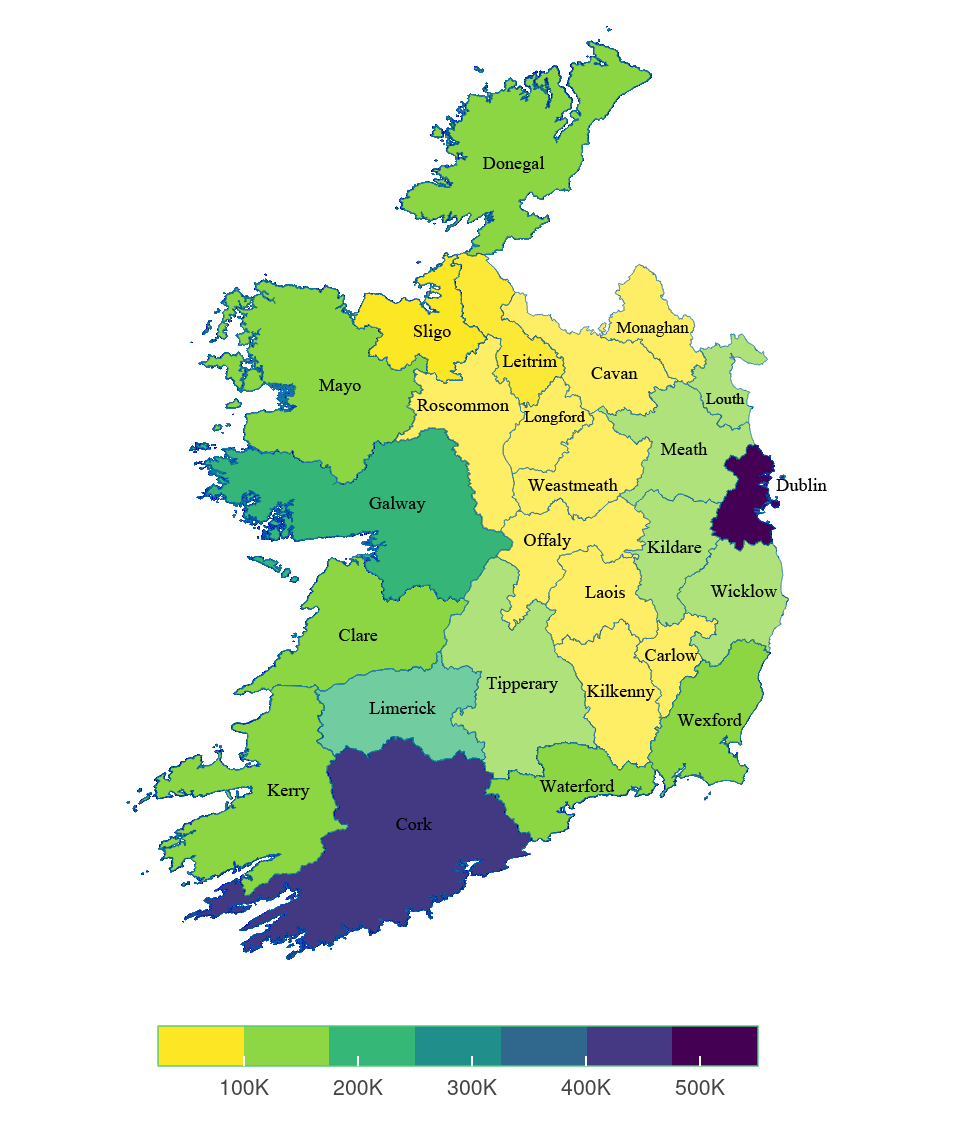 Donegal
Monaghan
Sligo
Leitrim
Cavan
Mayo
Louth
Roscommon
Longford
Meath
Weastmeath
Dublin
Galway
Offaly
Kildare
Laois
Wicklow
Clare
Carlow
Tipperary
Kilkenny
Limerick
Wexford
Waterford
Kerry
Cork
100K 200K 300K 400K 500K